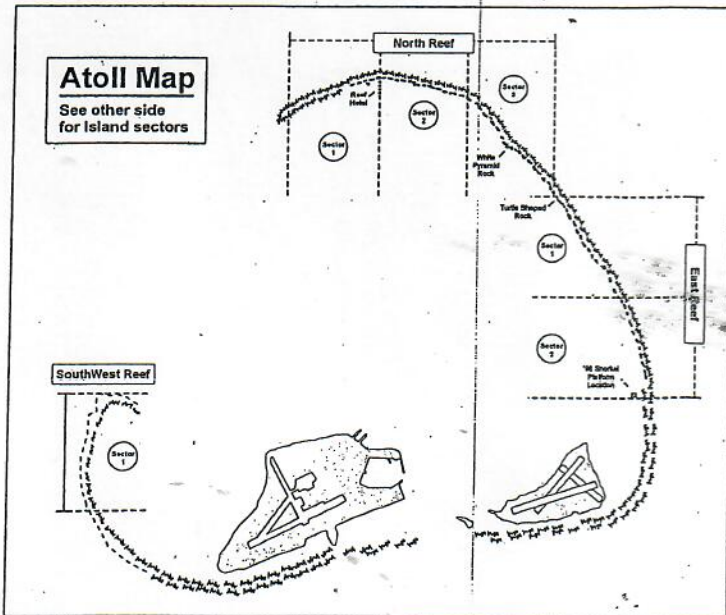 Atoll Map
See other side
for Island sectors
North Reef
Reef
Hotel
Sector
1
Sector
2
Sector
3
White
Pyramid
Rock
Turtle Shaped
Rock
Sector
1
East Reef
Sector
2
Snorkel
Platform
Location
SouthWest Reef
Sector
1